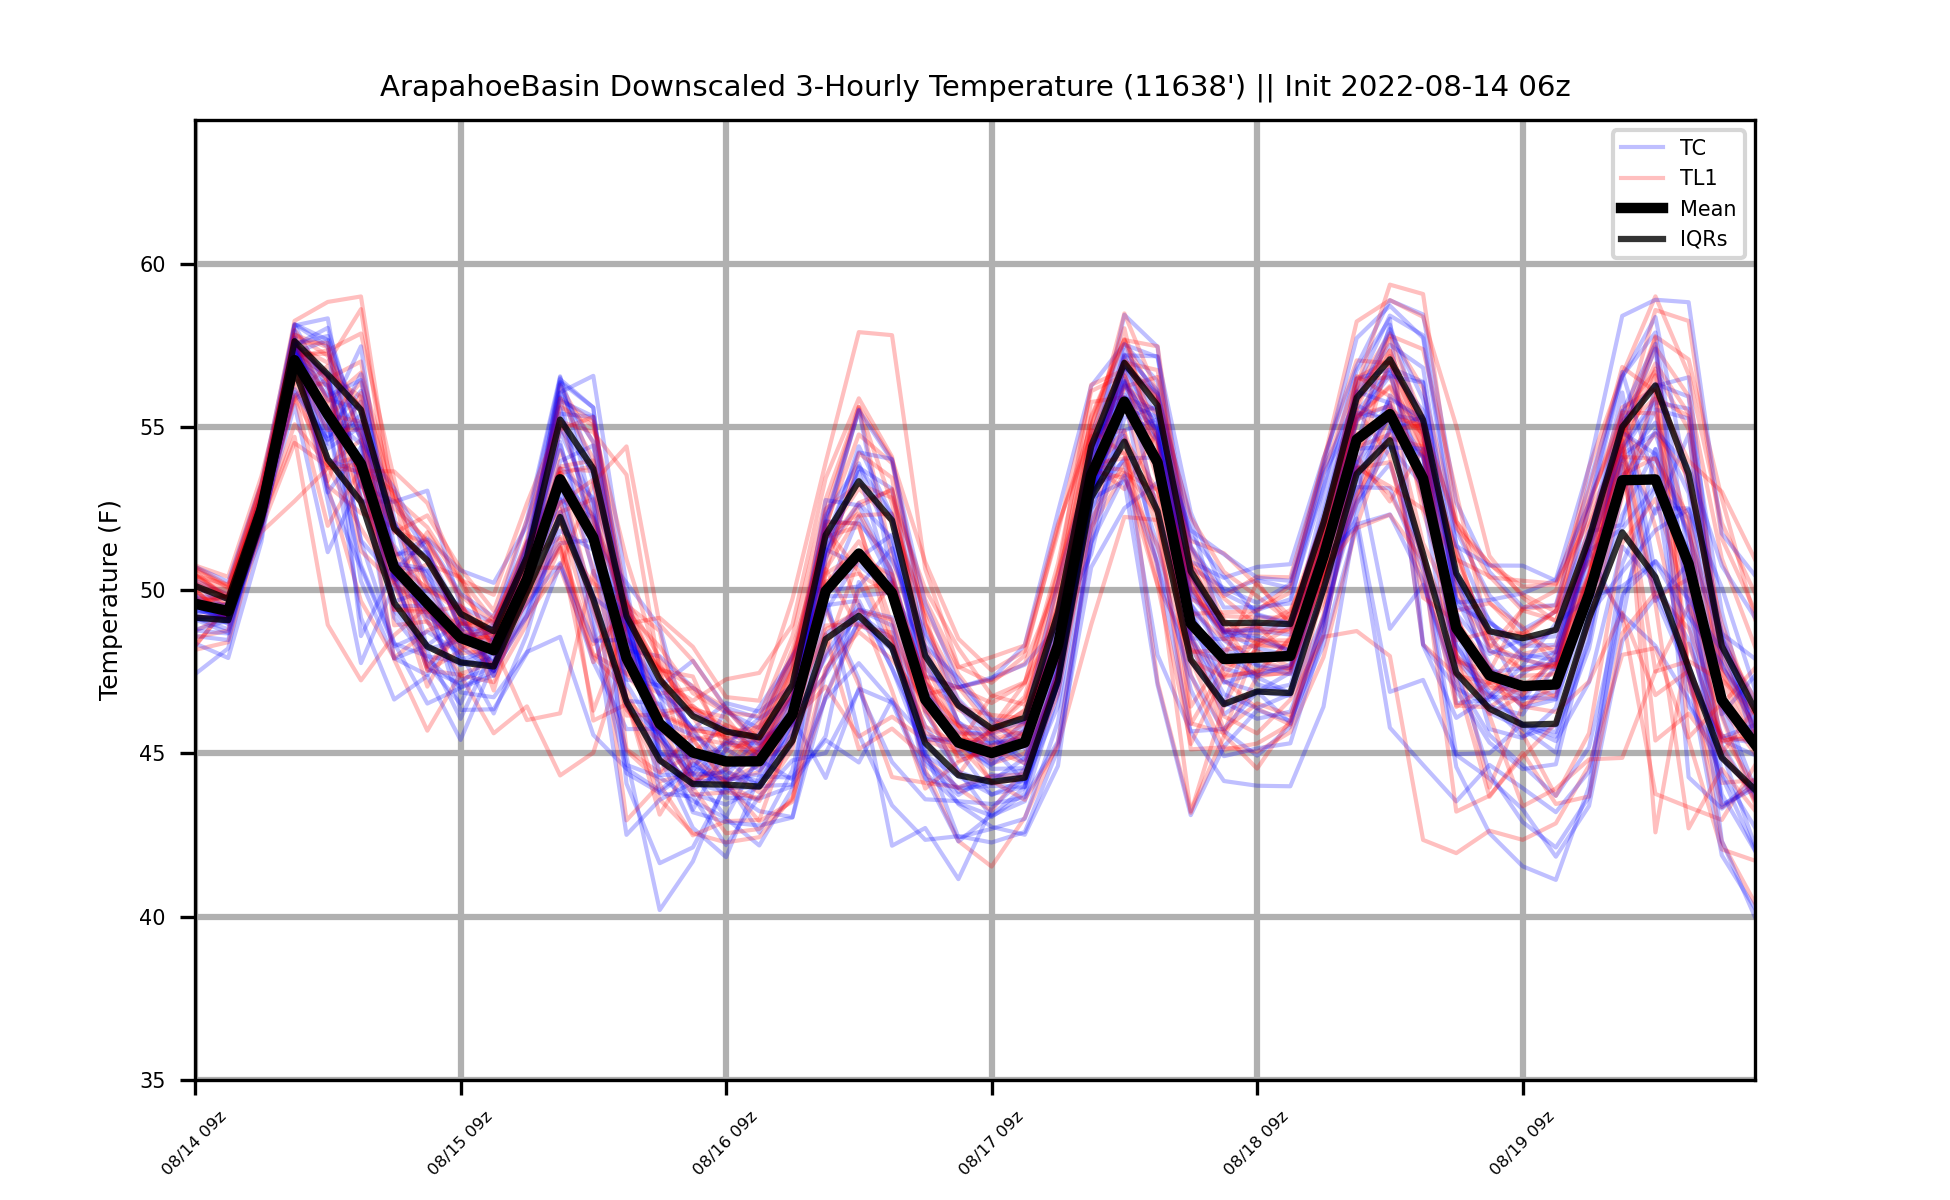 ArapahoeBasin Downscaled 3-Hourly Temperature (11638') || Init 2022-08-14 06z
TC
TL1
Mean
IQRs
Temperature (F)
60
55
50
45
40
35
08/14 09z
08/15 09z
08/16 09z
08/17 09z
08/18 09z
08/19 09z